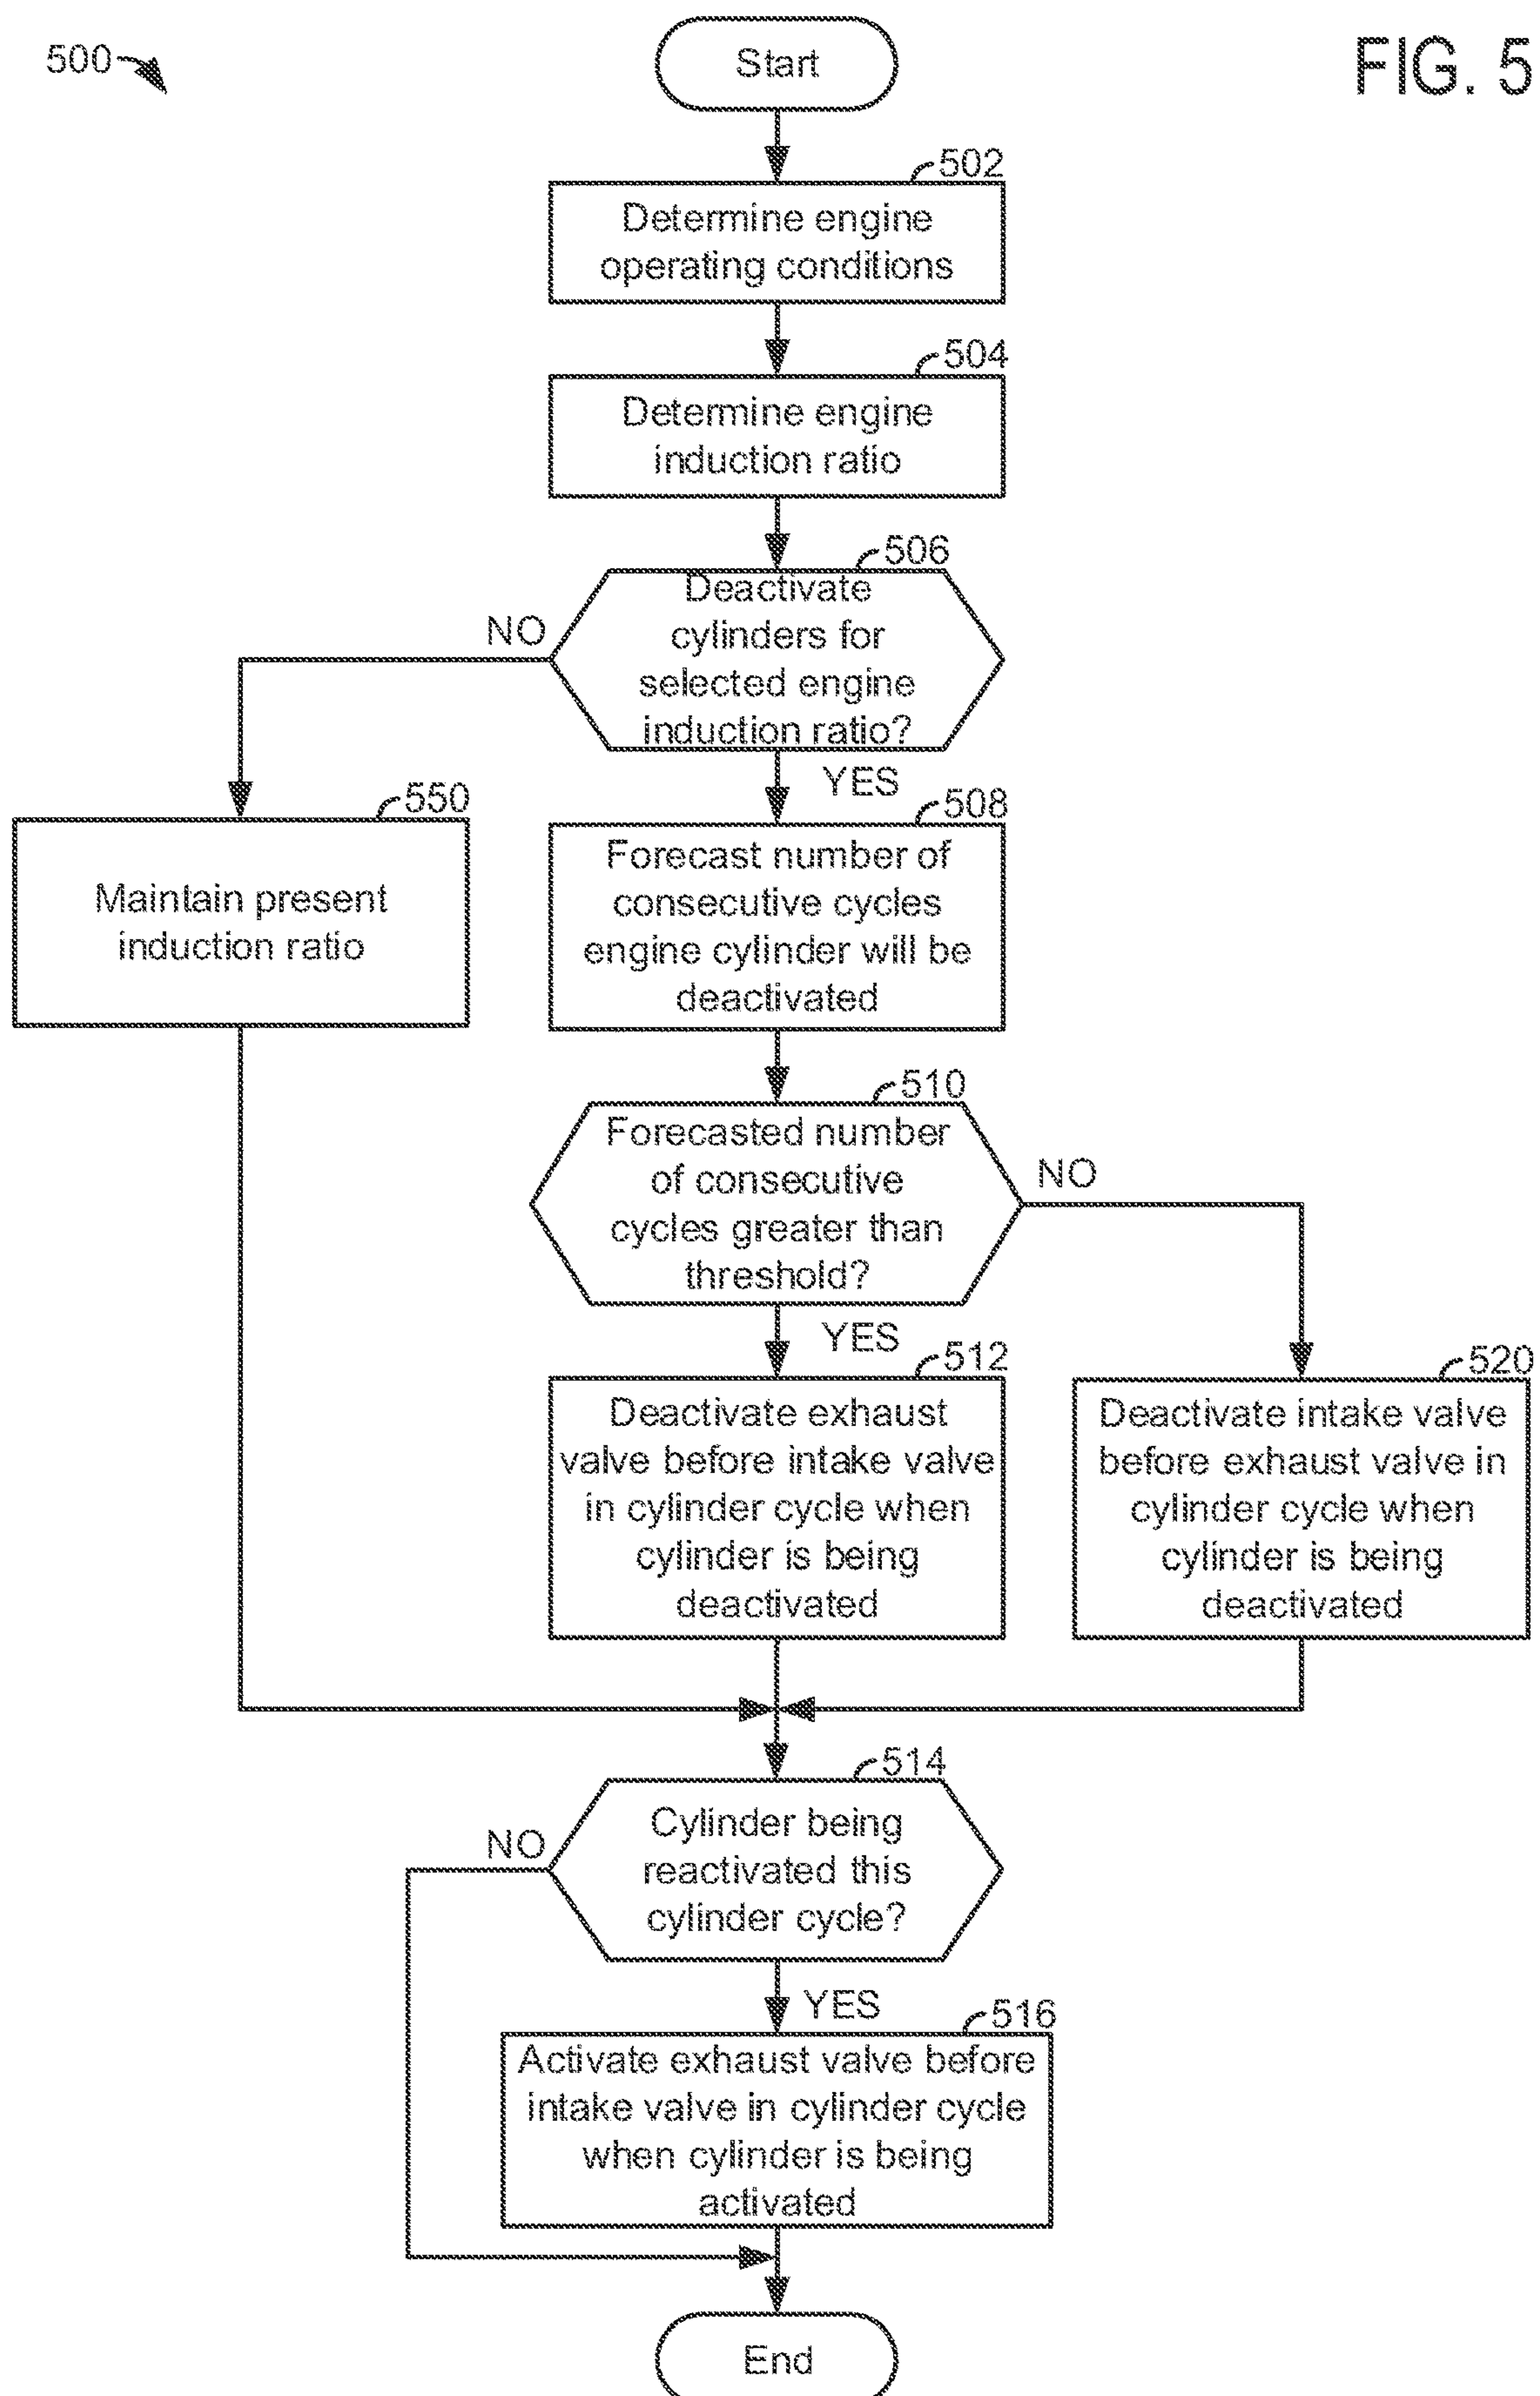 500
FIG. 5
Start
502
Determine engine
operating conditions
504
Determine engine
induction ratio
506
Deactivate
cylinders for
selected engine
induction ratio?
NO
YES
550
Maintain present
induction ratio
508
Forecast number of
consecutive cycles
engine cylinder will be
deactivated
510
Forecasted number
of consecutive
cycles greater than
threshold?
NO
YES
512
Deactivate exhaust
valve before intake valve
in cylinder cycle when
cylinder is being
deactivated
520
Deactivate intake valve
before exhaust valve in
cylinder cycle when
cylinder is being
deactivated
514
Cylinder being
reactivated this
cylinder cycle?
NO
YES
516
Activate exhaust valve before
intake valve in cylinder cycle
when cylinder is being
activated
End